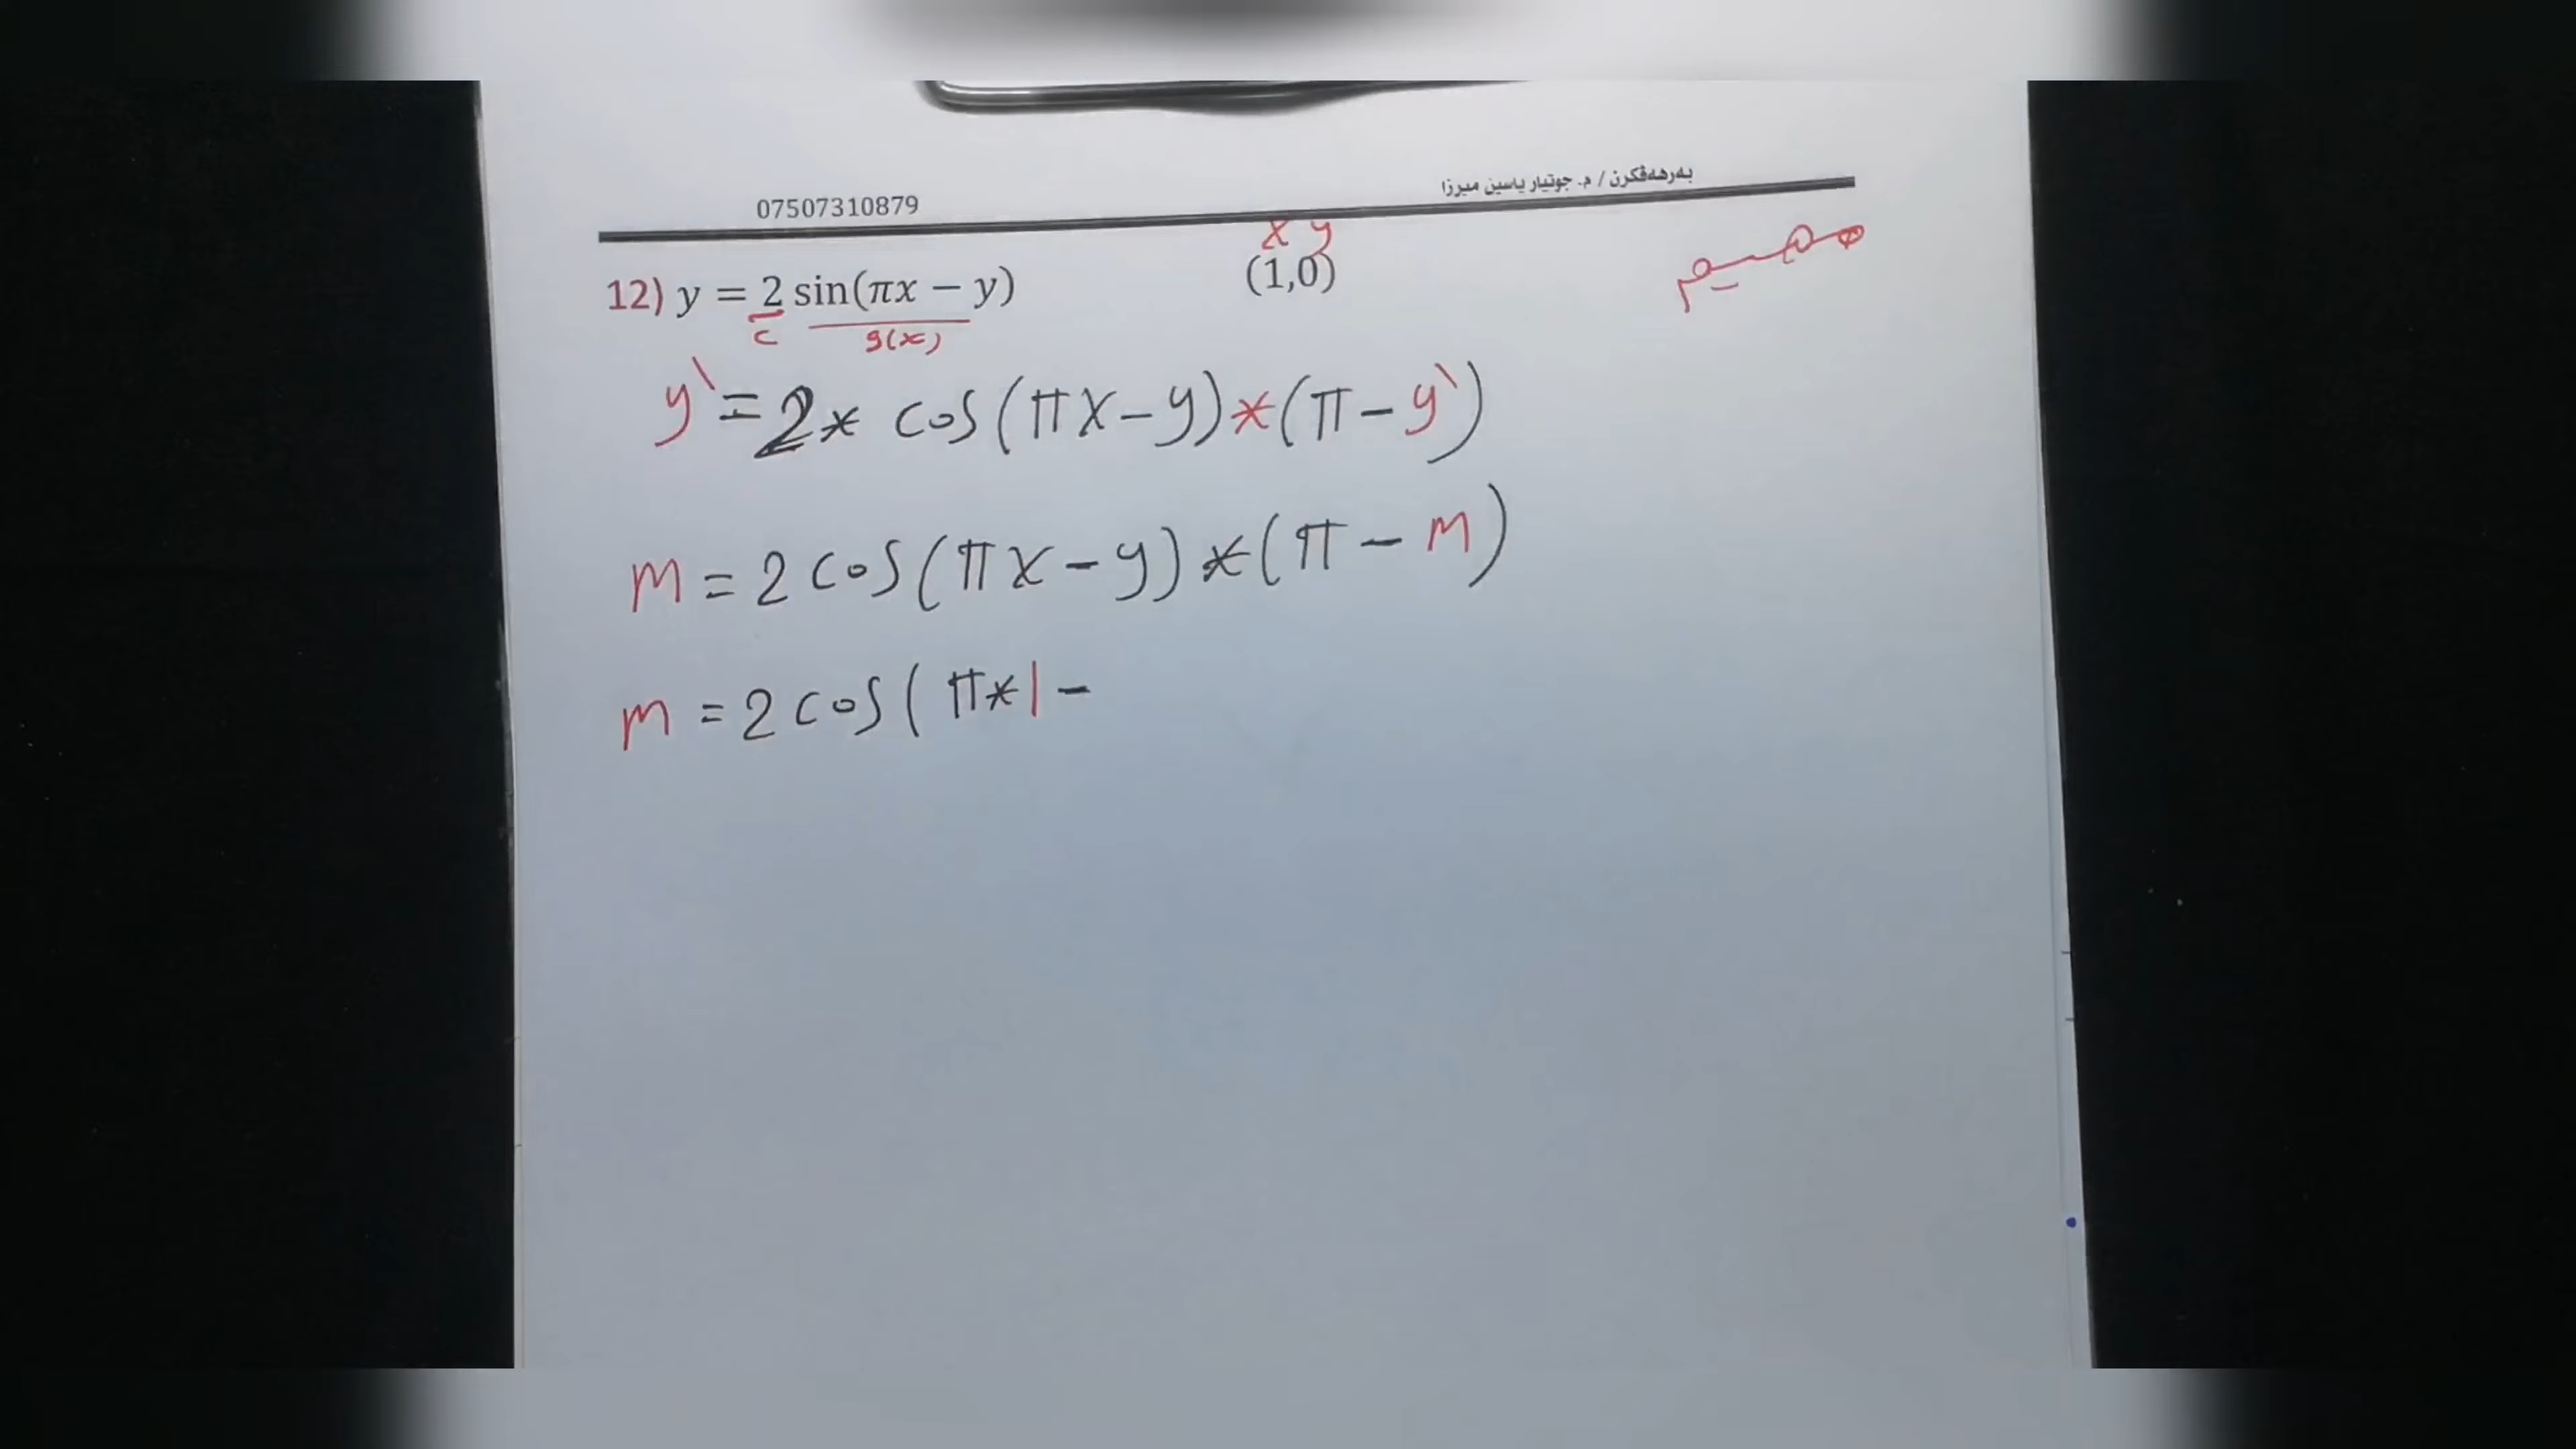 07507310879 بەرهەڤکرن / م. جوتیار یاسین میرزا
x y
12) y = 2 sin(πx − y) (1,0)
c g(x)
y` = 2 * cos(πx − y) * (π − y`)
m = 2 cos(πx − y) * (π − m)
m = 2 cos( π * 1 −